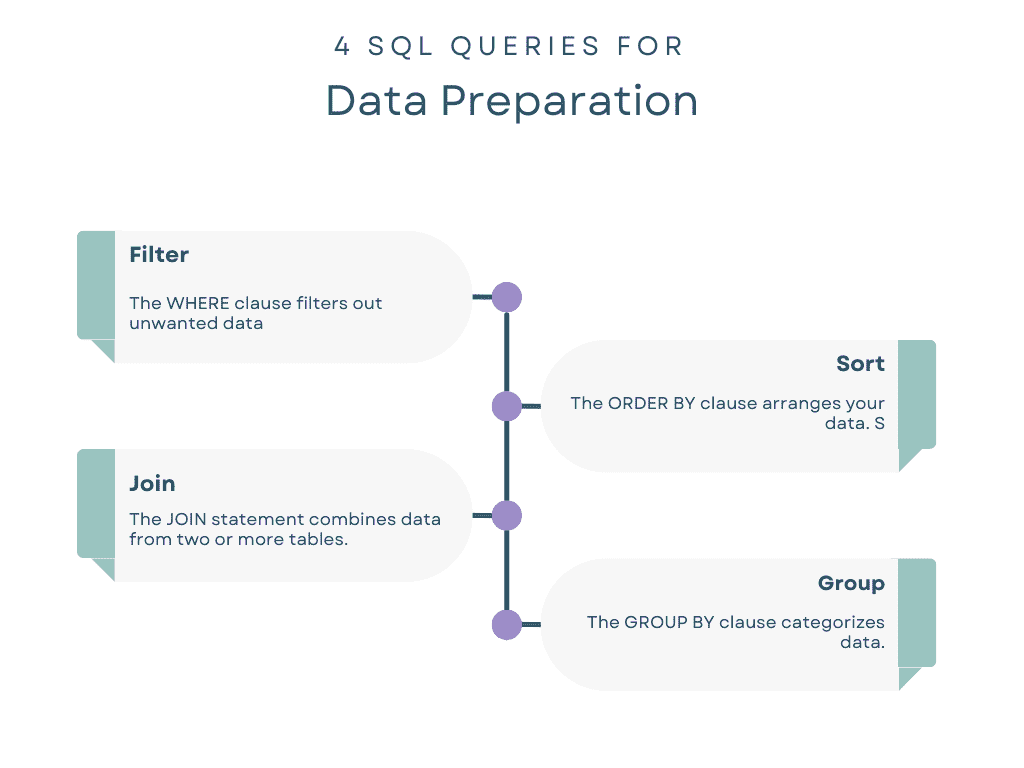 4 SQL QUERIES FOR
Data Preparation
Filter
The WHERE clause filters out
unwanted data
Sort
The ORDER BY clause arranges your
data. S
Join
The JOIN statement combines data
from two or more tables.
Group
The GROUP BY clause categorizes
data.